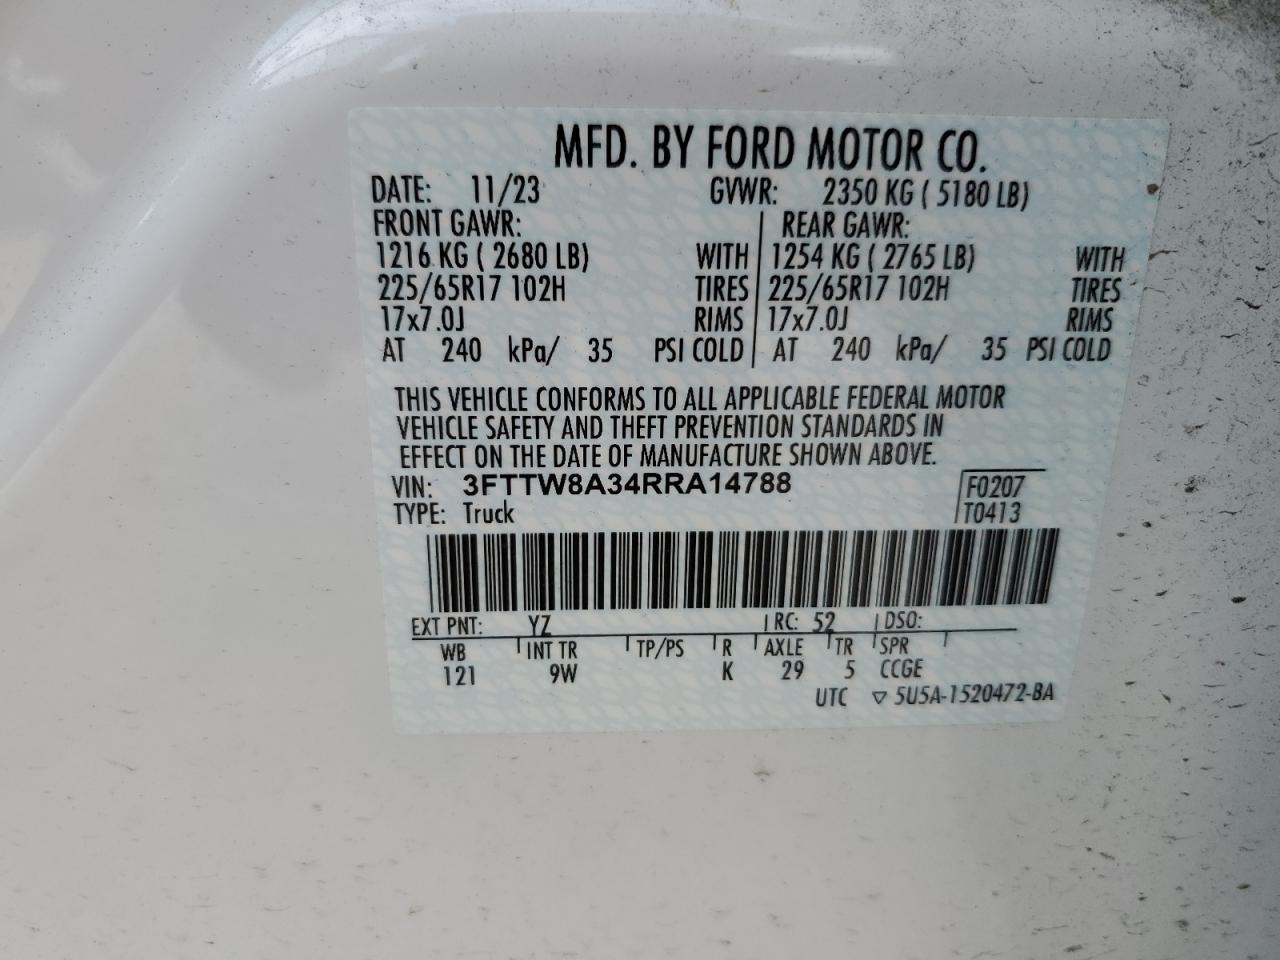 MFD. BY FORD MOTOR CO.
DATE: 11/23 GVWR: 2350 KG ( 5180 LB)
FRONT GAWR: REAR GAWR:
1216 KG ( 2680 LB) WITH 1254 KG ( 2765 LB) WITH
225/65R17 102H TIRES 225/65R17 102H TIRES
17x7.0J RIMS 17x7.0J RIMS
AT 240 kPa/ 35 PSI COLD AT 240 kPa/ 35 PSI COLD
THIS VEHICLE CONFORMS TO ALL APPLICABLE FEDERAL MOTOR
VEHICLE SAFETY AND THEFT PREVENTION STANDARDS IN
EFFECT ON THE DATE OF MANUFACTURE SHOWN ABOVE.
VIN: 3FTTW8A34RRA14788 F0207
TYPE: Truck T0413
EXT PNT: YZ RC: 52 DSO:
WB INT TR TP/PS R AXLE TR SPR
121 9W K 29 5 CCGE
UTC ▽ 5U5A-1520472-BA